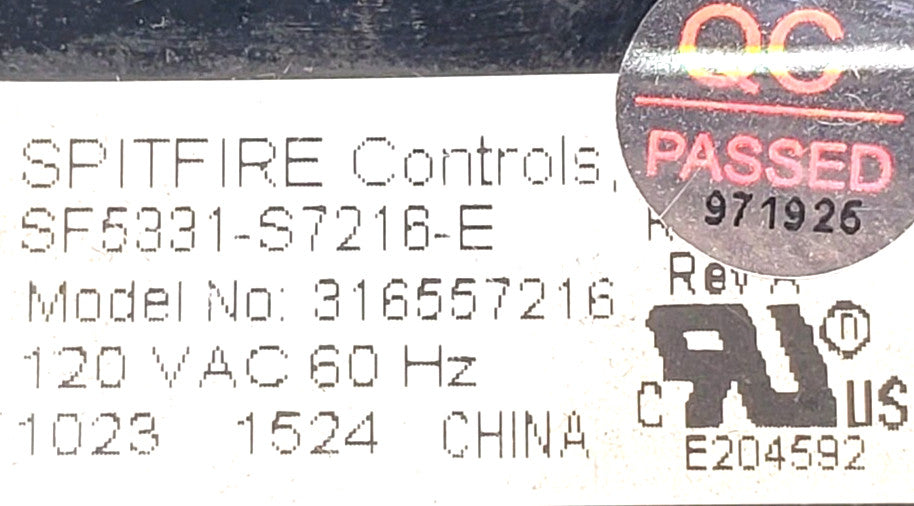 SPITFIRE Controls,
SF5331-S7216-E
Model No: 316557216
120 VAC 60 Hz
1023 1524 CHINA
QC
PASSED
971926
Rev
C US
E204592